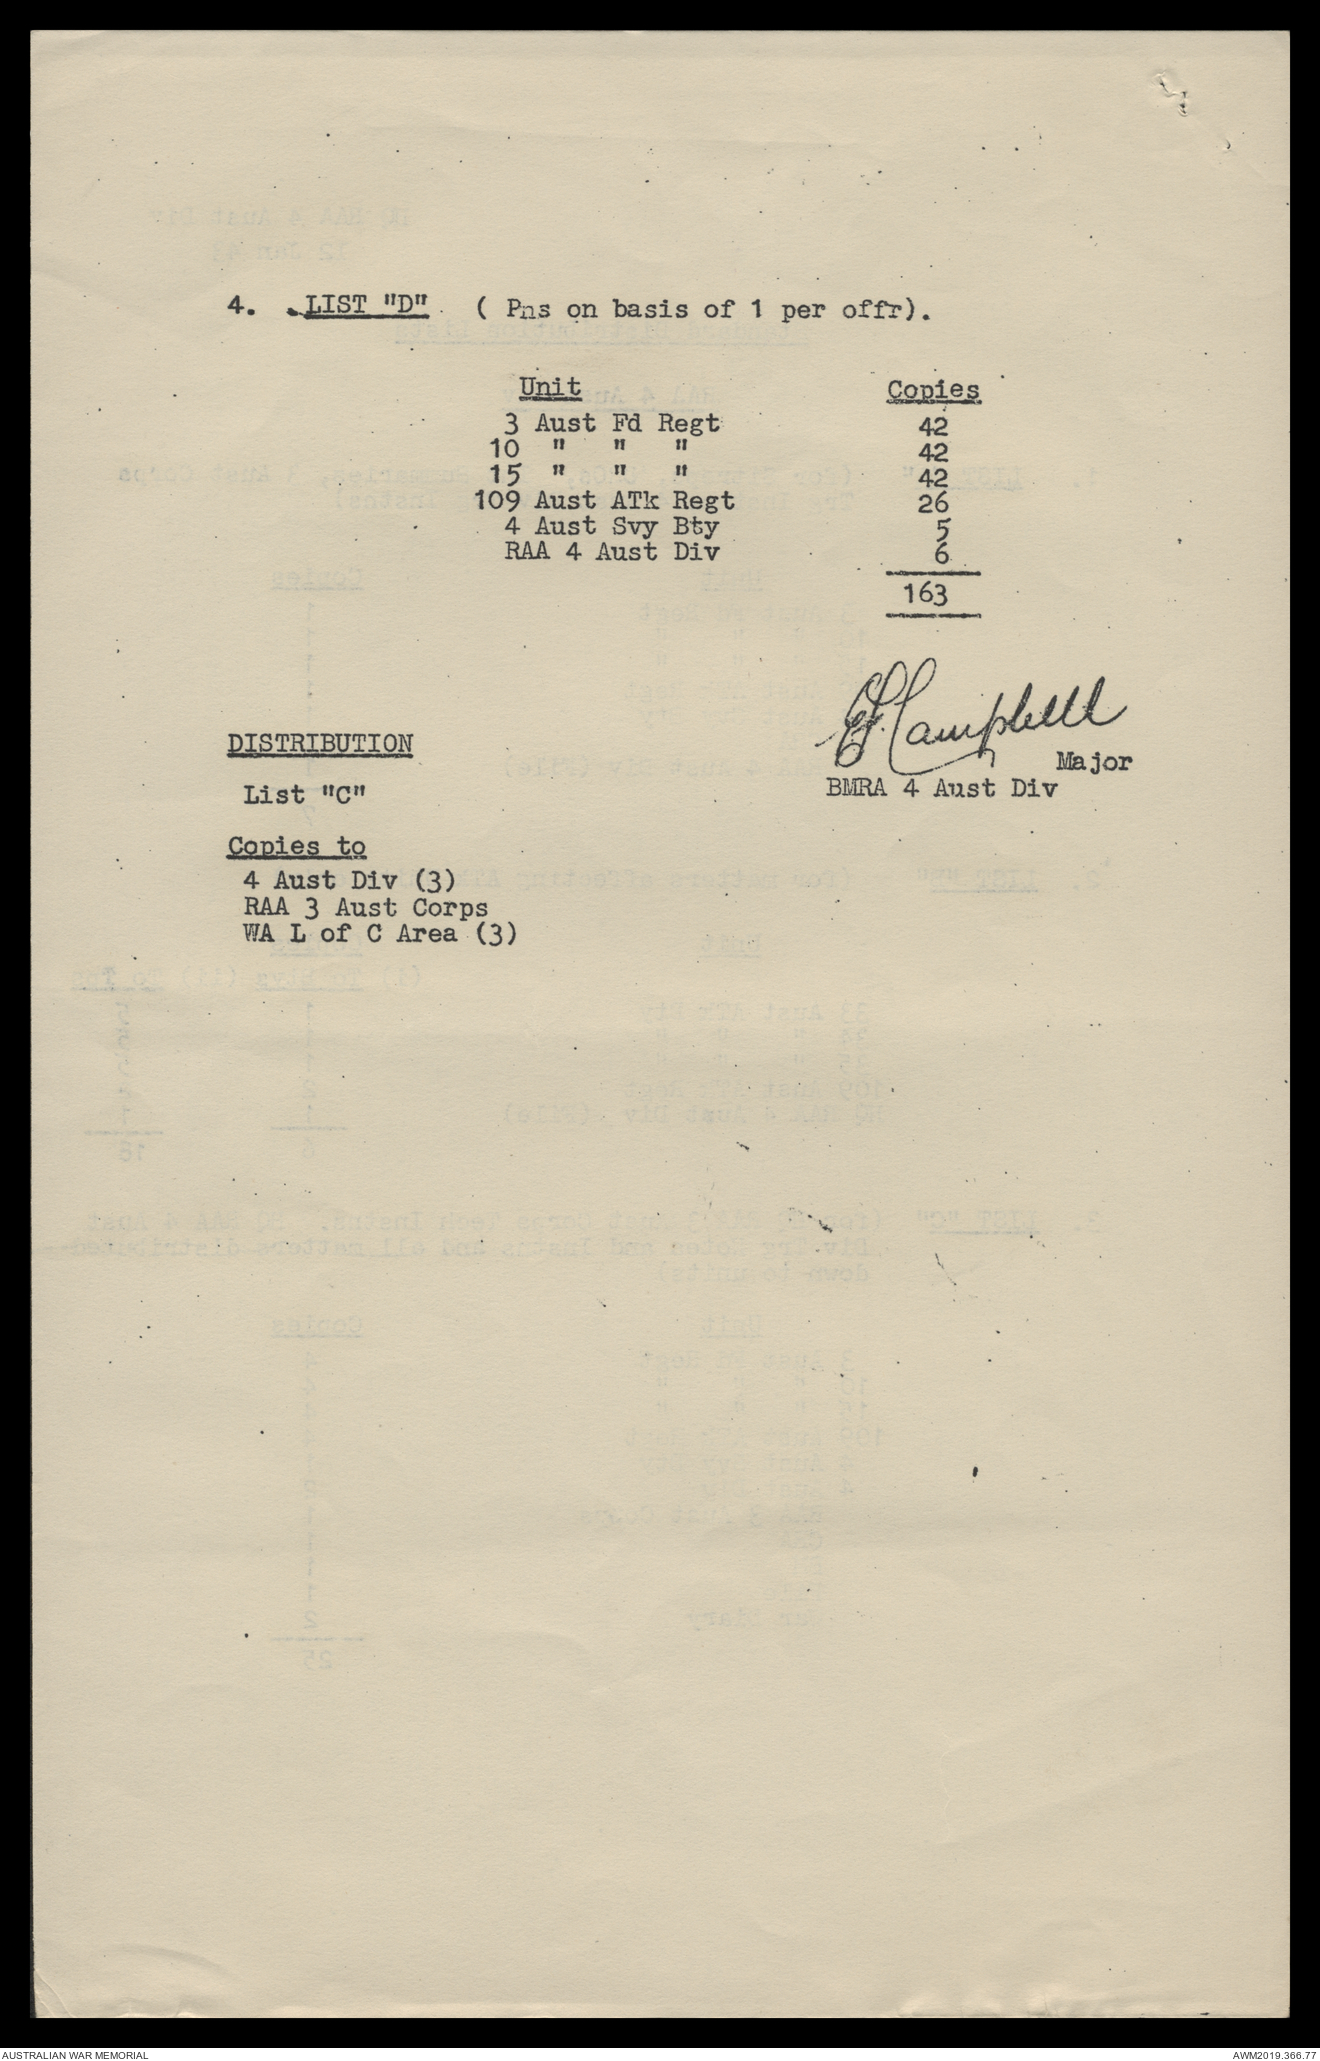 4. LIST "D" ( Pns on basis of 1 per offr).
Unit Copies
3 Aust Fd Regt 42
10 " " " 42
15 " " " 42
109 Aust ATk Regt 26
4 Aust Svy Bty 5
RAA 4 Aust Div 6
163
Campbell
Major
BMRA 4 Aust Div
DISTRIBUTION
List "C"
Copies to
4 Aust Div (3)
RAA 3 Aust Corps
WA L of C Area (3)
AUSTRALIAN WAR MEMORIAL
AWM2019.366.77